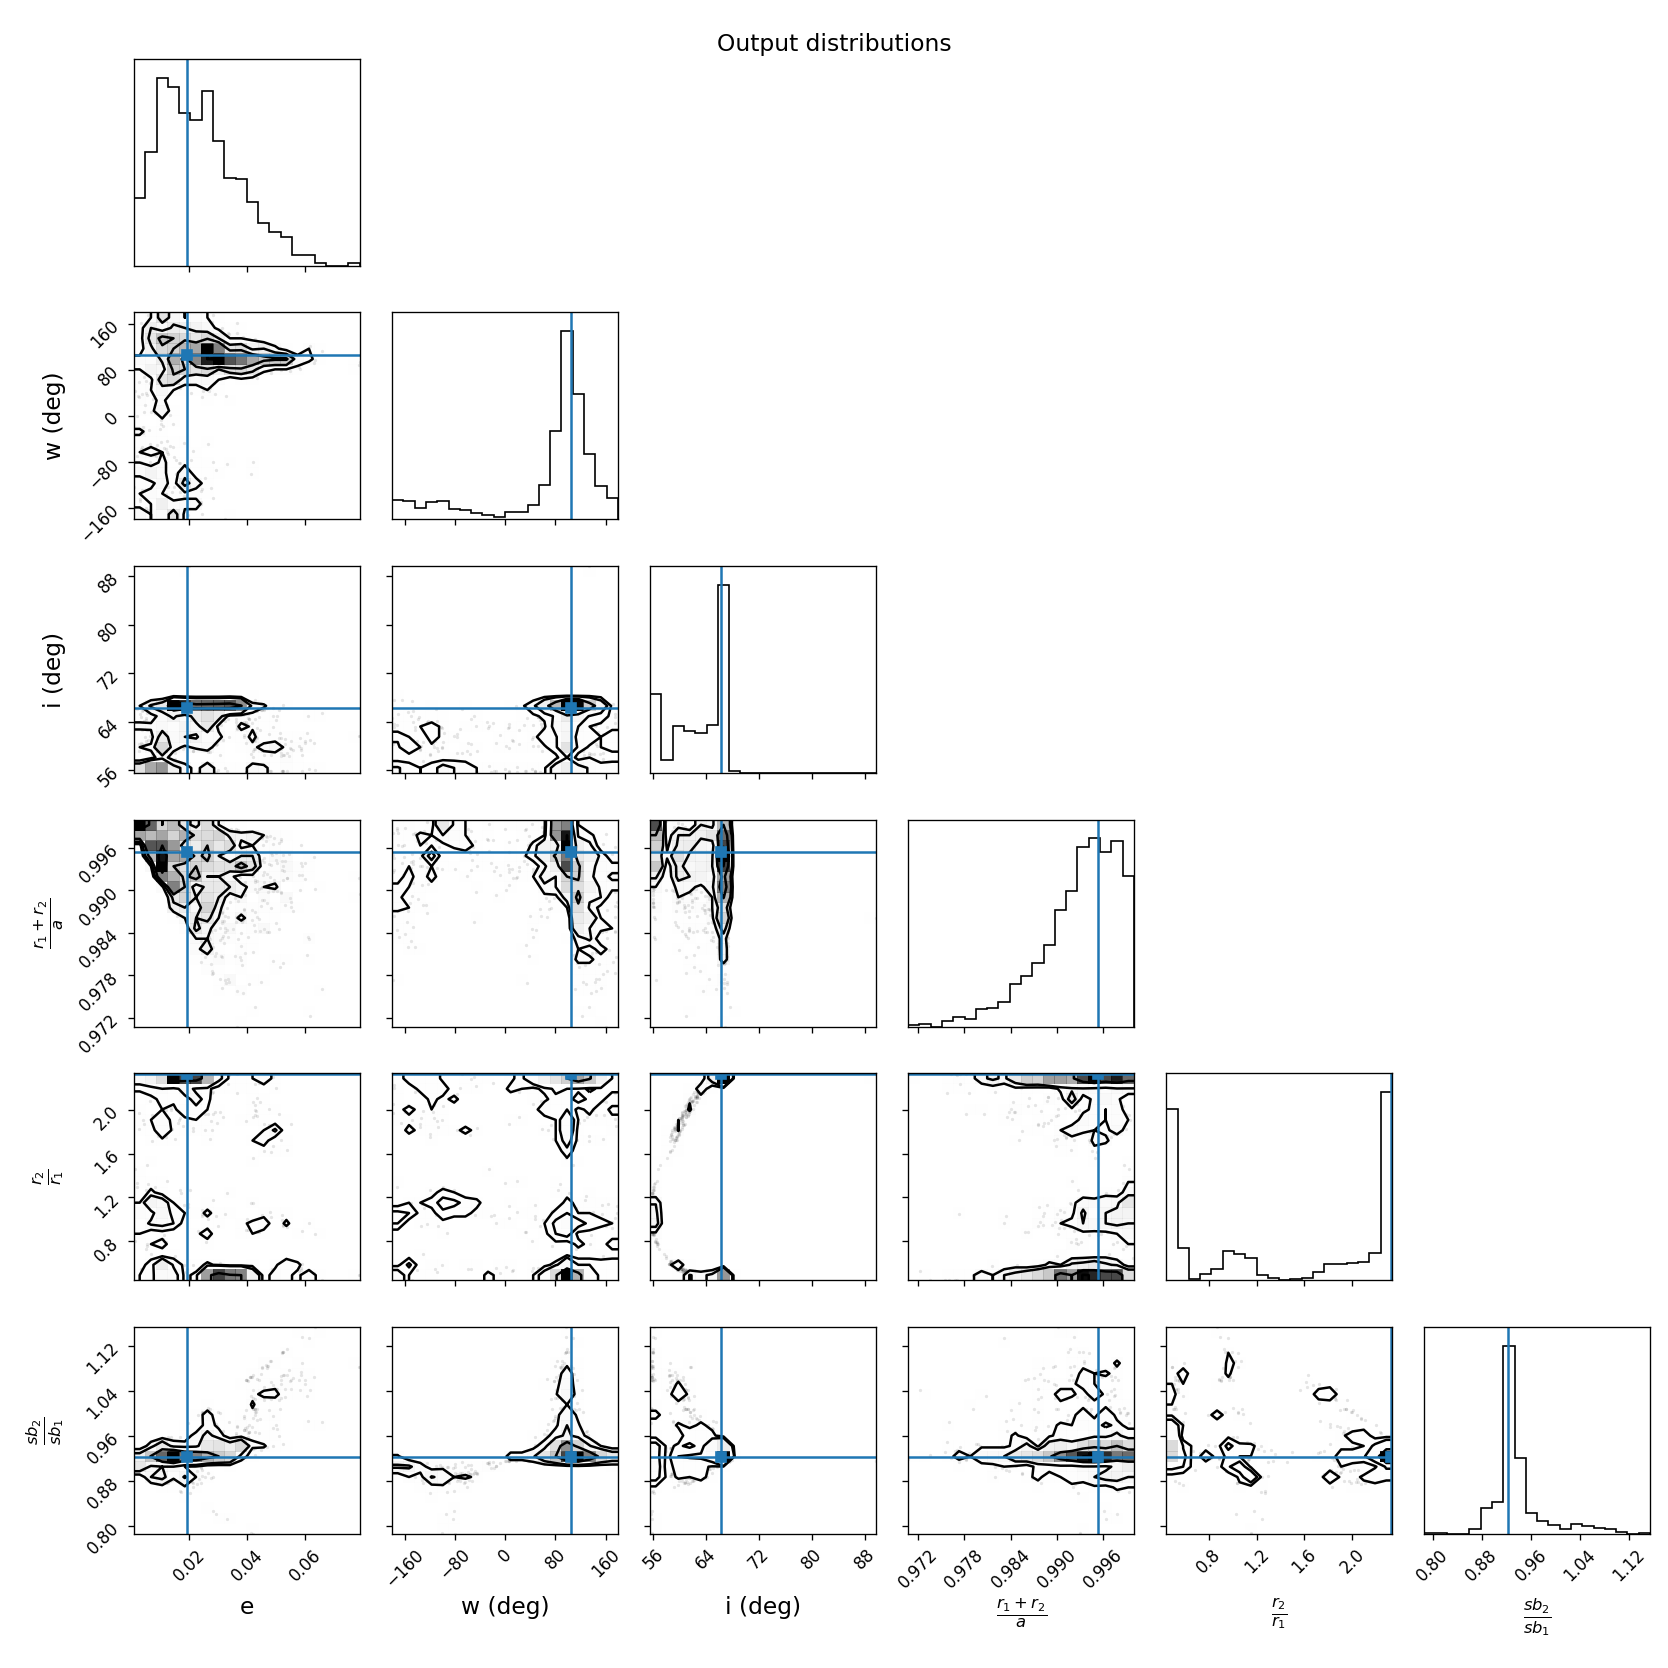 Output distributions
w (deg)
160
80
0
−80
−160
i (deg)
88
80
72
64
56
r₁ + r₂
a
0.996
0.990
0.984
0.978
0.972
r₂
r₁
2.0
1.6
1.2
0.8
sb₂
sb₁
1.12
1.04
0.96
0.88
0.80
0.02 0.04 0.06
−160 −80 0 80 160
56 64 72 80 88
0.972 0.978 0.984 0.990 0.996
0.8 1.2 1.6 2.0
0.80 0.88 0.96 1.04 1.12
e
w (deg)
i (deg)
r₁ + r₂
a
r₂
r₁
sb₂
sb₁